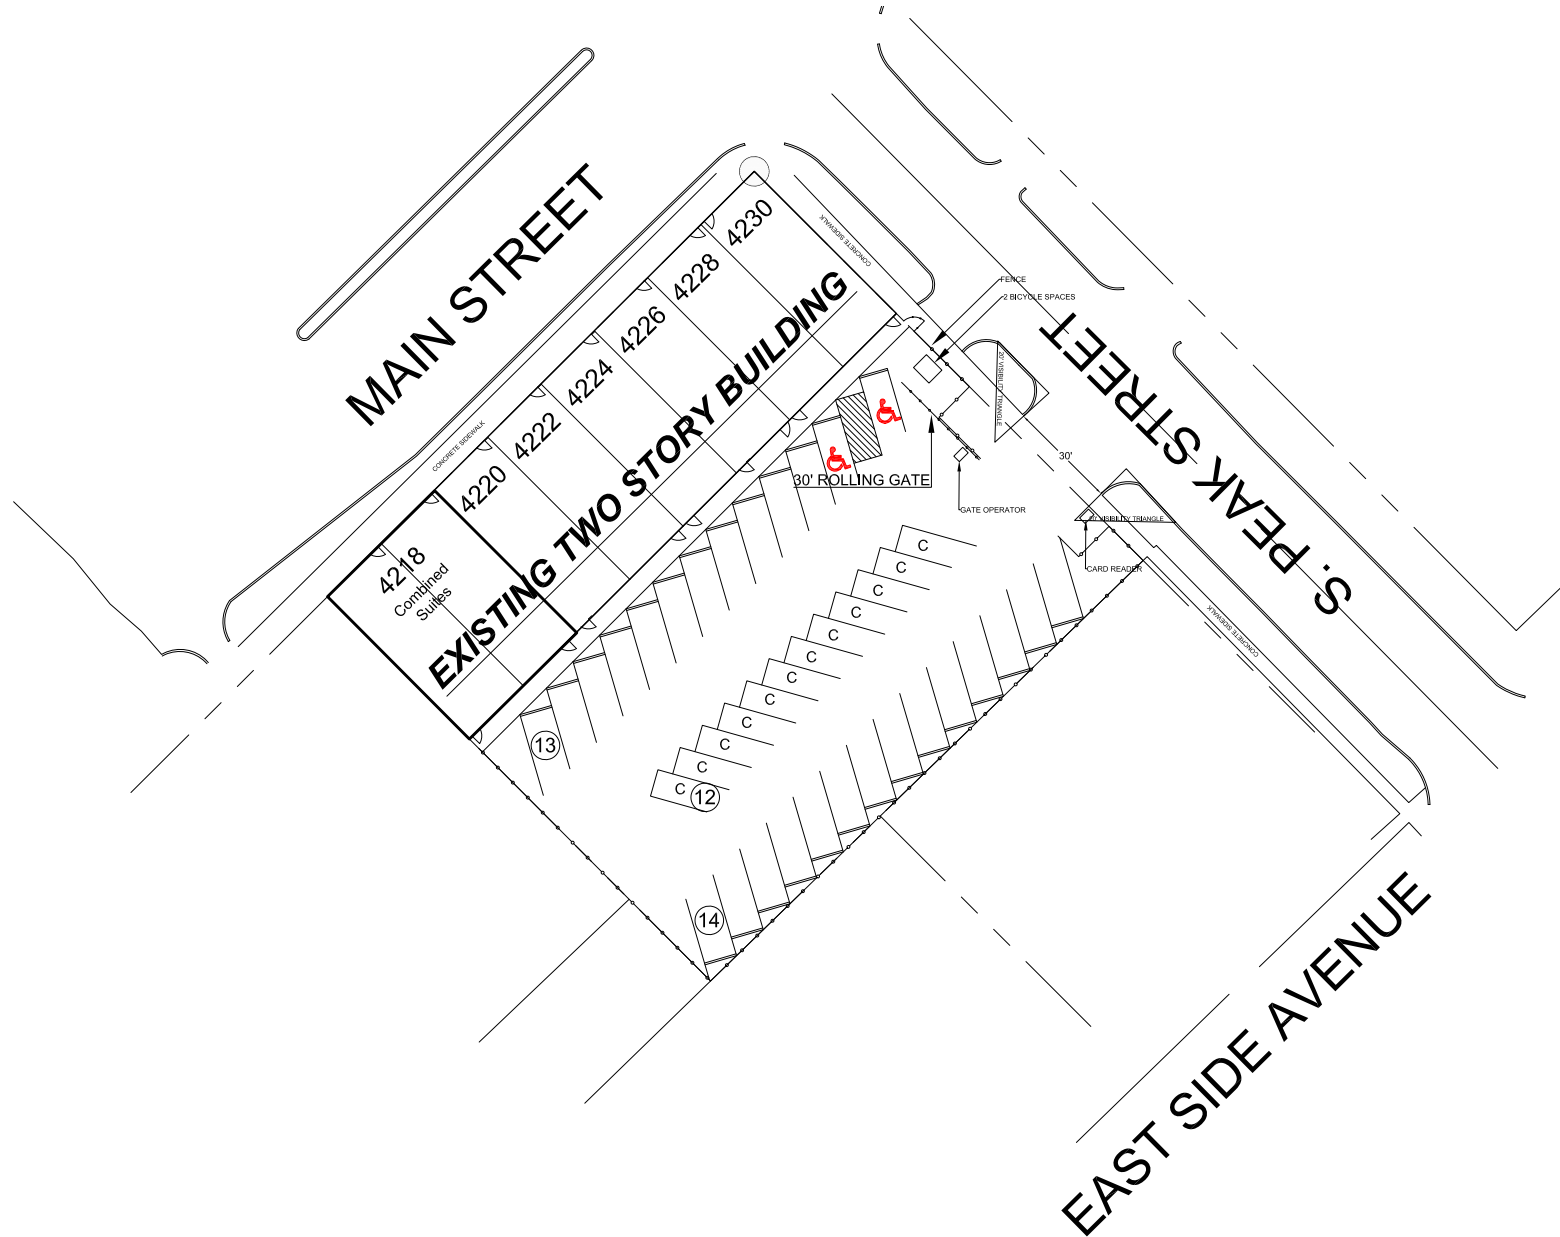 MAIN STREET
4230
4228
4226
4224
4222
4220
4218
Combined
Suites
EXISTING TWO STORY BUILDING
CONCRETE SIDEWALK
CONCRETE SIDEWALK
FENCE
2 BICYCLE SPACES
20' VISIBILITY TRIANGLE
S. PEAK STREET
30'
30' ROLLING GATE
GATE OPERATOR
VISIBILITY TRIANGLE
CARD READER
CONCRETE SIDEWALK
C
C
C
C
C
C
C
C
C
C
C
C
12
13
14
EAST SIDE AVENUE